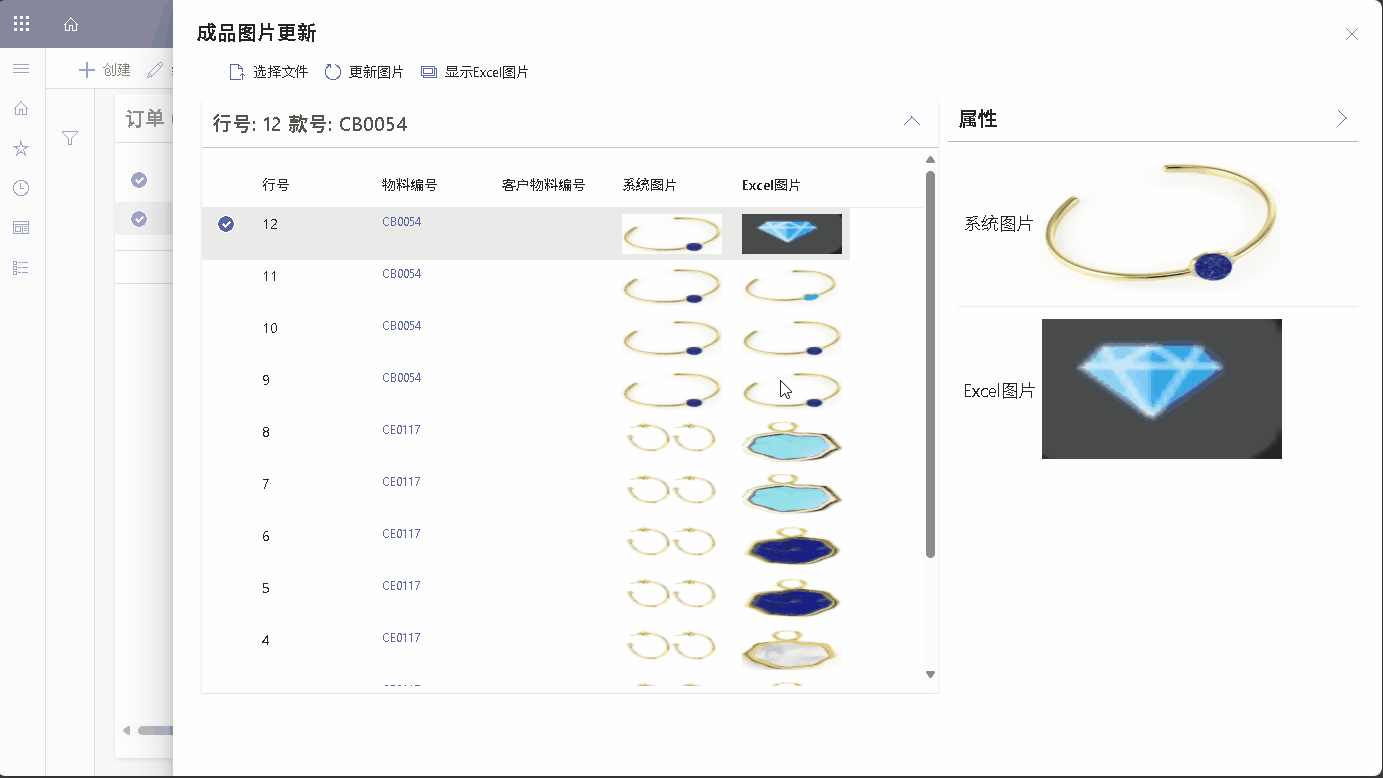 成品图片更新
选择文件 更新图片 显示Excel图片
创建
订单
行号: 12 款号: CB0054
属性
行号 物料编号 客户物料编号 系统图片 Excel图片
12 CB0054
11 CB0054
10 CB0054
9 CB0054
8 CE0117
7 CE0117
6 CE0117
5 CE0117
4 CE0117
系统图片
Excel图片